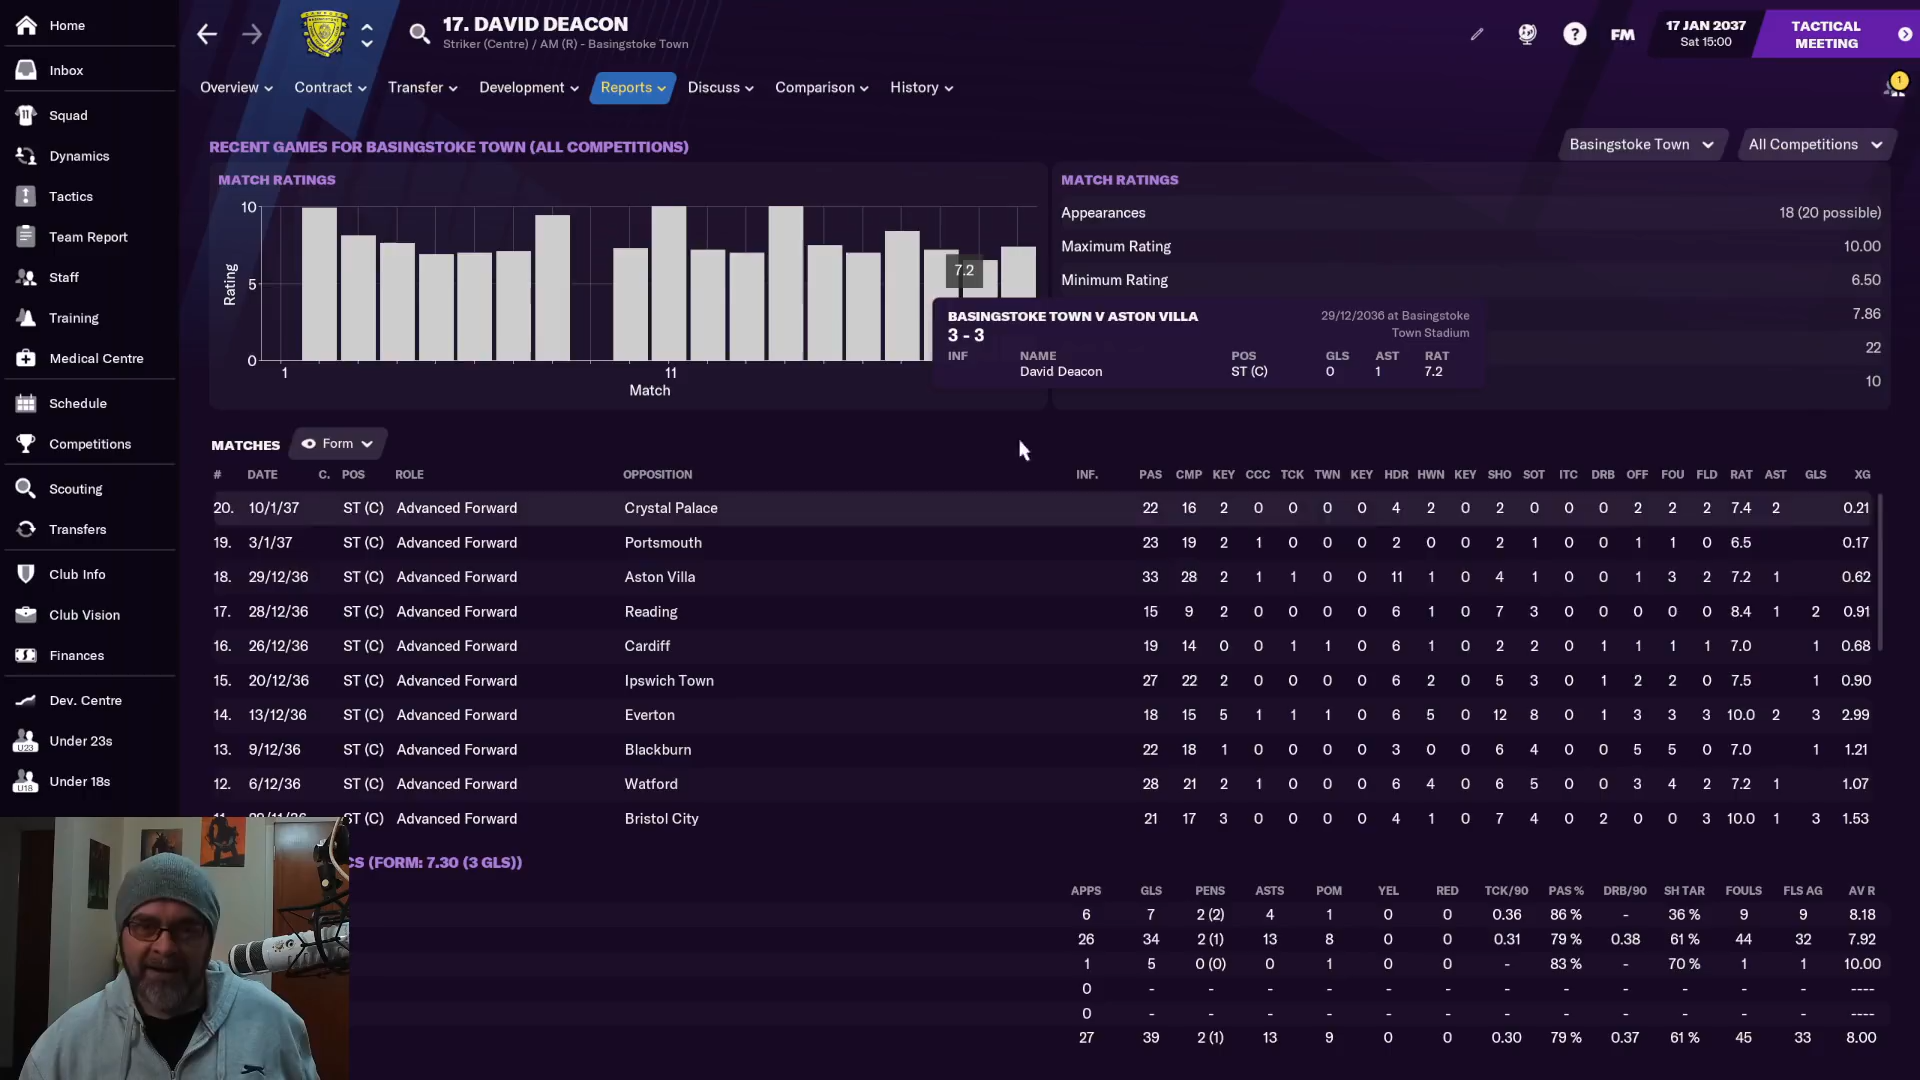 Home
Inbox
Squad
Dynamics
Tactics
Team Report
Staff
Training
Medical Centre
Schedule
Competitions
Scouting
Transfers
Club Info
Club Vision
Finances
Dev. Centre
U23 Under 23s
U18 Under 18s
17. DAVID DEACON
Striker (Centre) / AM (R) - Basingstoke Town
FM
17 JAN 2037
Sat 15:00
TACTICAL
MEETING
1
Overview Contract Transfer Development Reports Discuss Comparison History
RECENT GAMES FOR BASINGSTOKE TOWN (ALL COMPETITIONS)
Basingstoke Town All Competitions
MATCH RATINGS
10
5
0
Rating
1 11
Match
7.2
MATCH RATINGS
Appearances 18 (20 possible)
Maximum Rating 10.00
Minimum Rating 6.50
7.86
22
10
BASINGSTOKE TOWN V ASTON VILLA 29/12/2036 at Basingstoke
3 - 3 Town Stadium
INF NAME POS GLS AST RAT
David Deacon ST (C) 0 1 7.2
MATCHES Form
# DATE C. POS ROLE OPPOSITION INF. PAS CMP KEY CCC TCK TWN KEY HDR HWN KEY SHO SOT ITC DRB OFF FOU FLD RAT AST GLS XG
20. 10/1/37 ST (C) Advanced Forward Crystal Palace 22 16 2 0 0 0 0 4 2 0 2 0 0 0 2 2 2 7.4 2 0.21
19. 3/1/37 ST (C) Advanced Forward Portsmouth 23 19 2 1 0 0 0 2 0 0 2 1 0 0 1 1 0 6.5 0.17
18. 29/12/36 ST (C) Advanced Forward Aston Villa 33 28 2 1 1 0 0 11 1 0 4 1 0 0 1 3 2 7.2 1 0.62
17. 28/12/36 ST (C) Advanced Forward Reading 15 9 2 0 0 0 0 6 1 0 7 3 0 0 0 0 0 8.4 1 2 0.91
16. 26/12/36 ST (C) Advanced Forward Cardiff 19 14 0 0 1 1 0 6 1 0 2 2 0 1 1 1 1 7.0 1 0.68
15. 20/12/36 ST (C) Advanced Forward Ipswich Town 27 22 2 0 0 0 0 6 2 0 5 3 0 1 2 2 0 7.5 1 0.90
14. 13/12/36 ST (C) Advanced Forward Everton 18 15 5 1 1 1 0 6 5 0 12 8 0 1 3 3 3 10.0 2 3 2.99
13. 9/12/36 ST (C) Advanced Forward Blackburn 22 18 1 0 0 0 0 3 0 0 6 4 0 0 5 5 0 7.0 1 1.21
12. 6/12/36 ST (C) Advanced Forward Watford 28 21 2 1 0 0 0 6 4 0 6 5 0 0 3 4 2 7.2 1 1.07
ST (C) Advanced Forward Bristol City 21 17 3 0 0 0 0 4 1 0 7 4 0 2 0 0 3 10.0 1 3 1.53
CS (FORM: 7.30 (3 GLS))
APPS GLS PENS ASTS POM YEL RED TCK/90 PAS % DRB/90 SH TAR FOULS FLS AG AV R
6 7 2 (2) 4 1 0 0 0.36 86 % - 36 % 9 9 8.18
26 34 2 (1) 13 8 0 0 0.31 79 % 0.38 61 % 44 32 7.92
1 5 0 (0) 0 1 0 0 - 83 % - 70 % 1 1 10.00
0 - - - - - - - - - - - - ----
0 - - - - - - - - - - - - ----
27 39 2 (1) 13 9 0 0 0.30 79 % 0.37 61 % 45 33 8.00